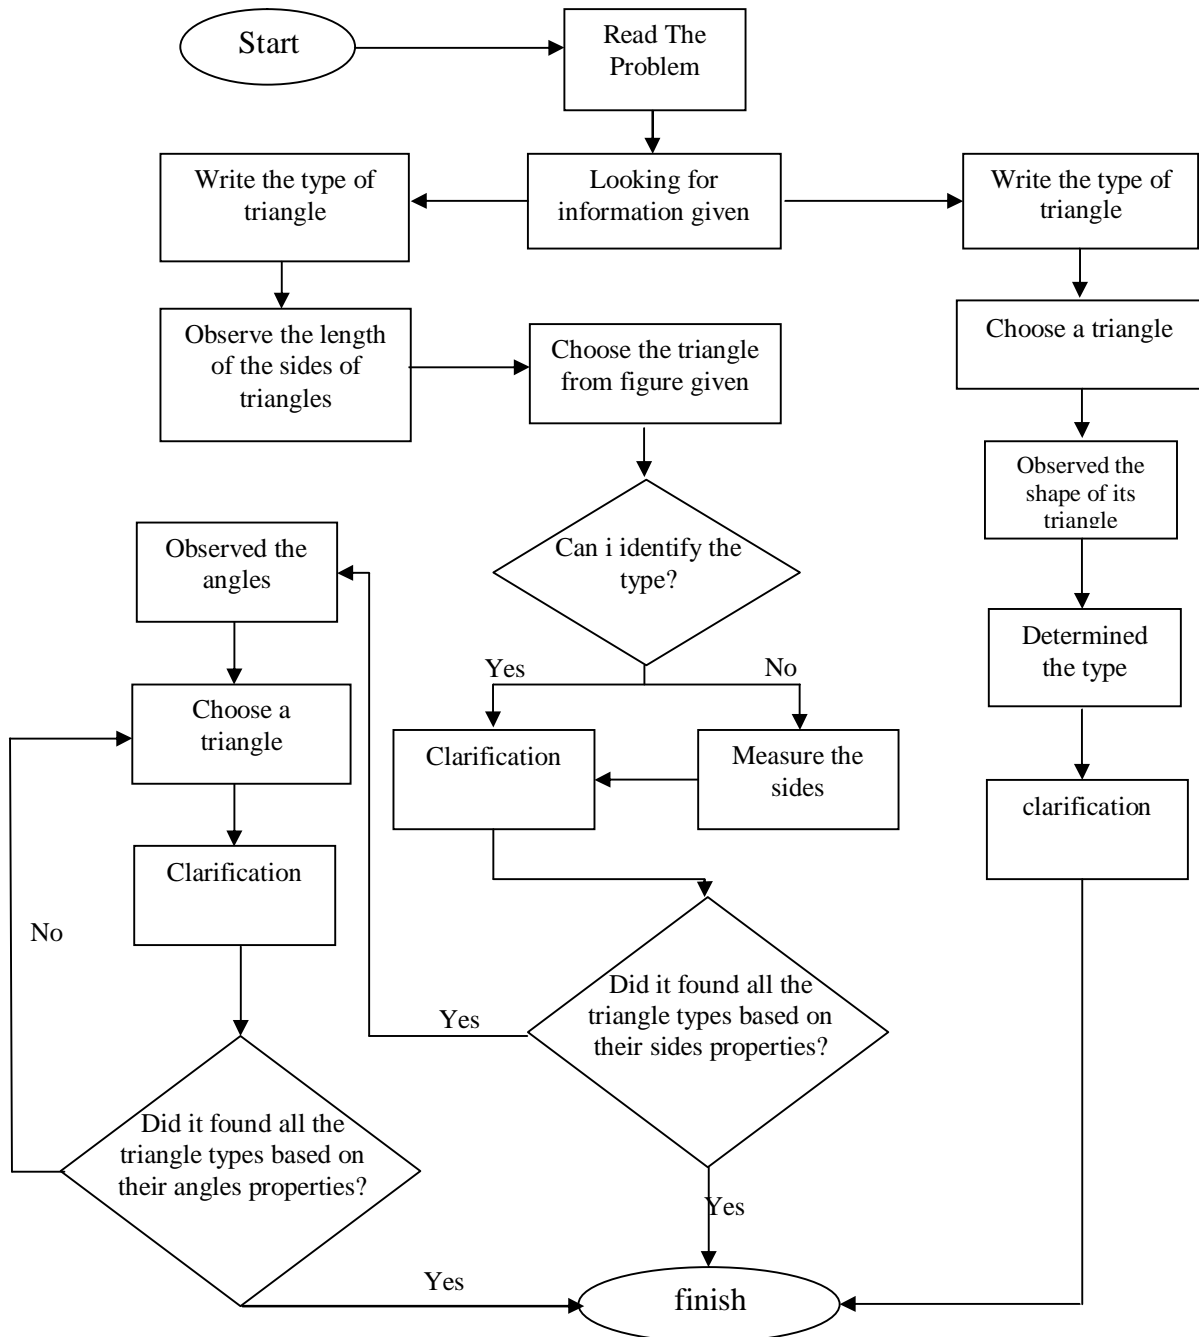 Start
Read The
Problem
Write the type of
triangle
Looking for
information given
Write the type of
triangle
Observe the length
of the sides of
triangles
Choose the triangle
from figure given
Choose a triangle
Observed the
shape of its
triangle
Observed the
angles
Can i identify the
type?
Determined
the type
Yes
No
Choose a
triangle
Clarification
Measure the
sides
clarification
Clarification
No
Did it found all the
triangle types based on
their sides properties?
Yes
Did it found all the
triangle types based on
their angles properties?
Yes
Yes
finish